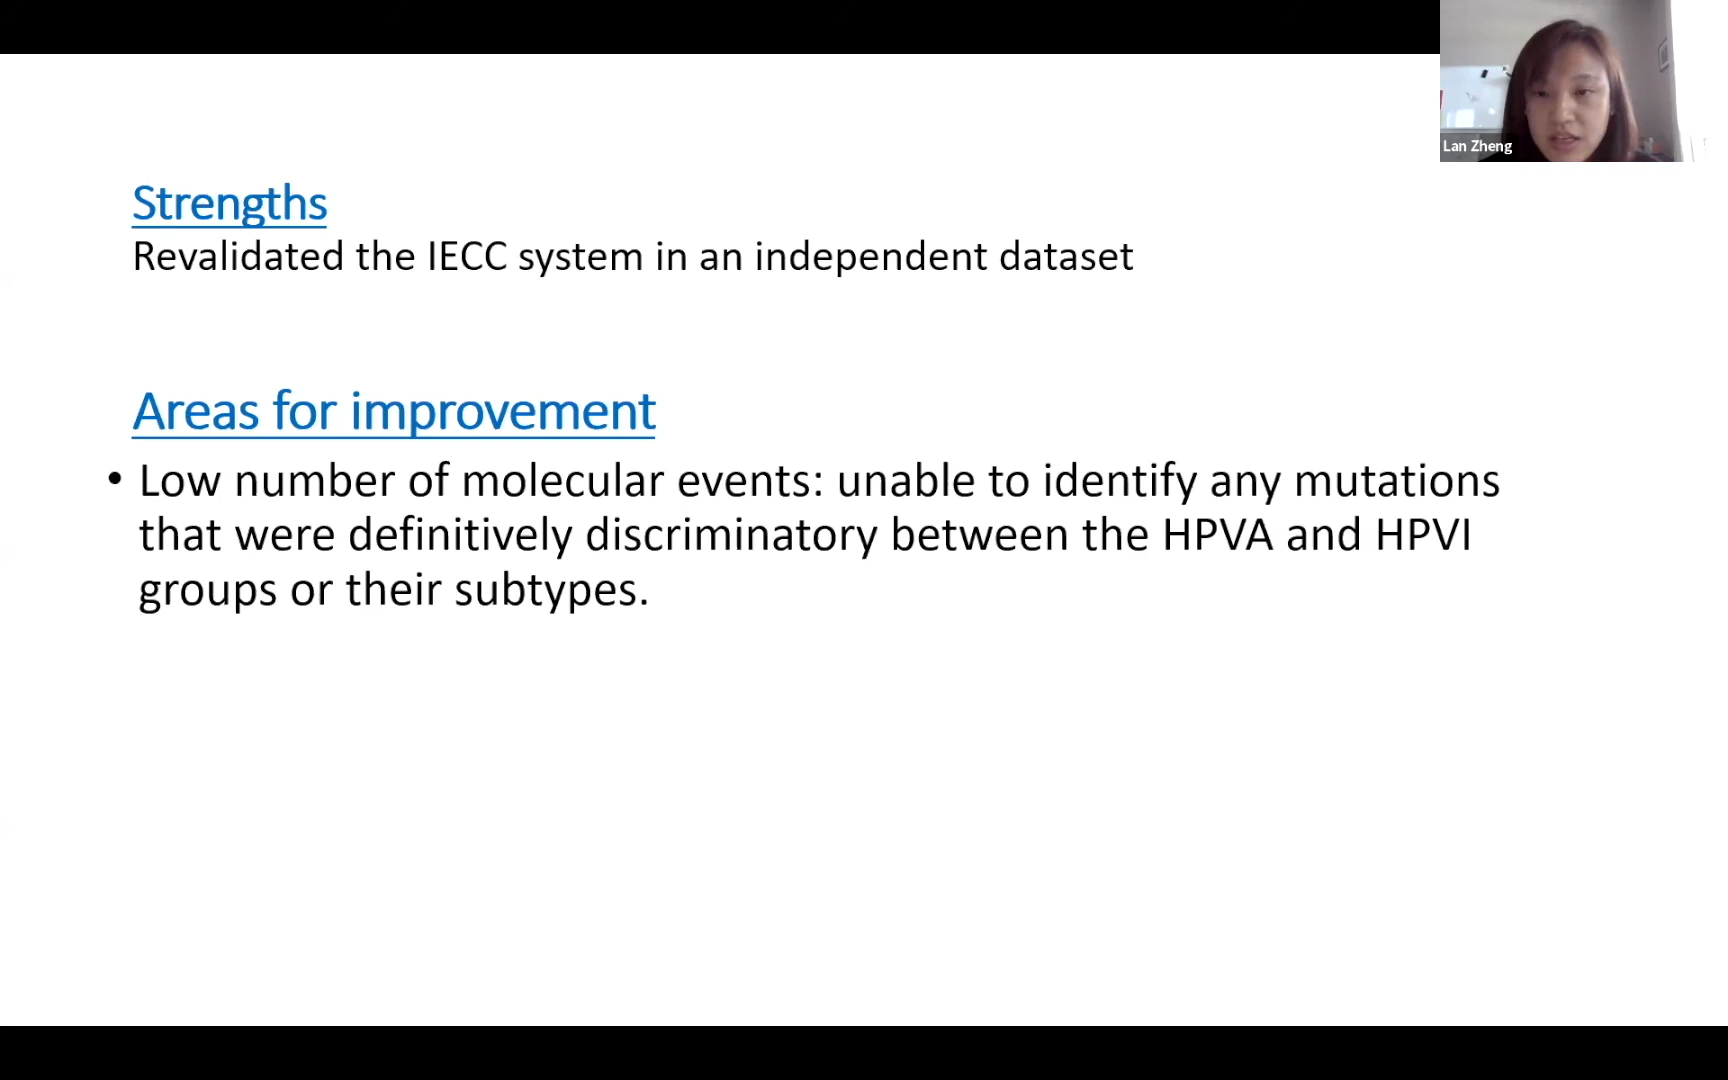 Lan Zheng
Strengths
Revalidated the IECC system in an independent dataset
Areas for improvement
• Low number of molecular events: unable to identify any mutations
that were definitively discriminatory between the HPVA and HPVI
groups or their subtypes.